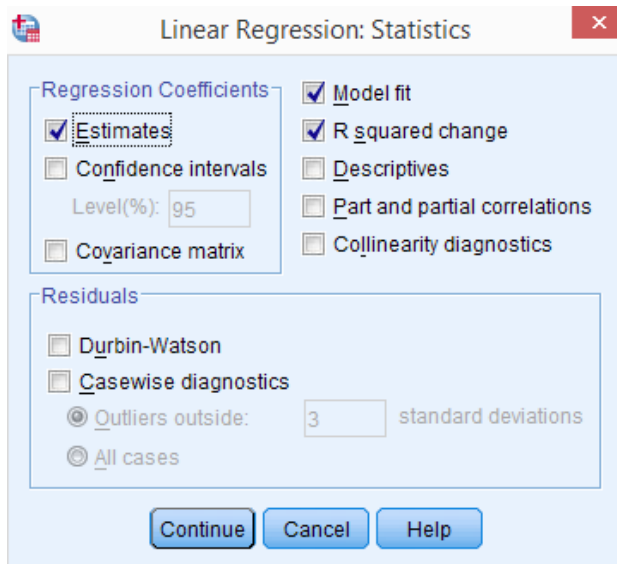 Linear Regression: Statistics
Regression Coefficients
Estimates
Confidence intervals
Level(%): 95
Covariance matrix
Model fit
R squared change
Descriptives
Part and partial correlations
Collinearity diagnostics
Residuals
Durbin-Watson
Casewise diagnostics
Outliers outside: 3 standard deviations
All cases
Continue Cancel Help